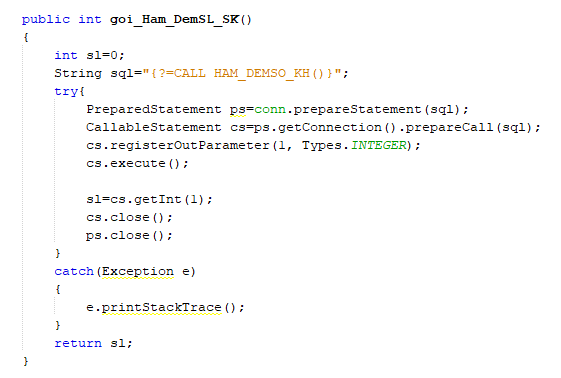 public int goi_Ham_DemSL_SK()
{
    int sl=0;
    String sql="{?=CALL HAM_DEMSO_KH()}";
    try{
        PreparedStatement ps=conn.prepareStatement(sql);
        CallableStatement cs=ps.getConnection().prepareCall(sql);
        cs.registerOutParameter(1, Types.INTEGER);
        cs.execute();

        sl=cs.getInt(1);
        cs.close();
        ps.close();
    }
    catch(Exception e)
    {
        e.printStackTrace();
    }
    return sl;
}